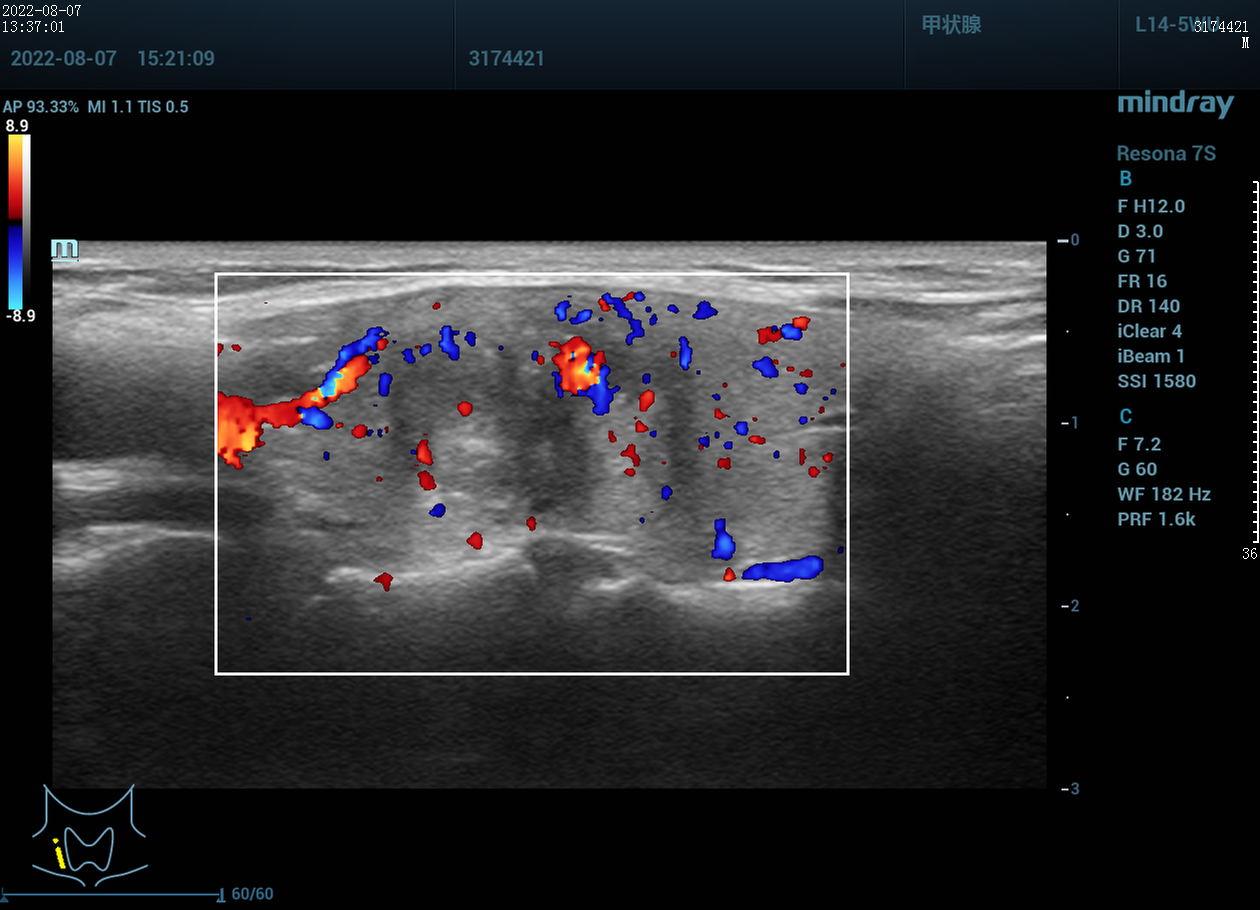 2022-08-07
13:37:01
甲状腺
3174421
M
2022-08-07 15:21:09
3174421
AP 93.33% MI 1.1 TIS 0.5
8.9
-8.9
m
mindray
Resona 7S
B
F H12.0
D 3.0
G 71
FR 16
DR 140
iClear 4
iBeam 1
SSI 1580
C
F 7.2
G 60
WF 182 Hz
PRF 1.6k
0
1
2
3
36
60/60